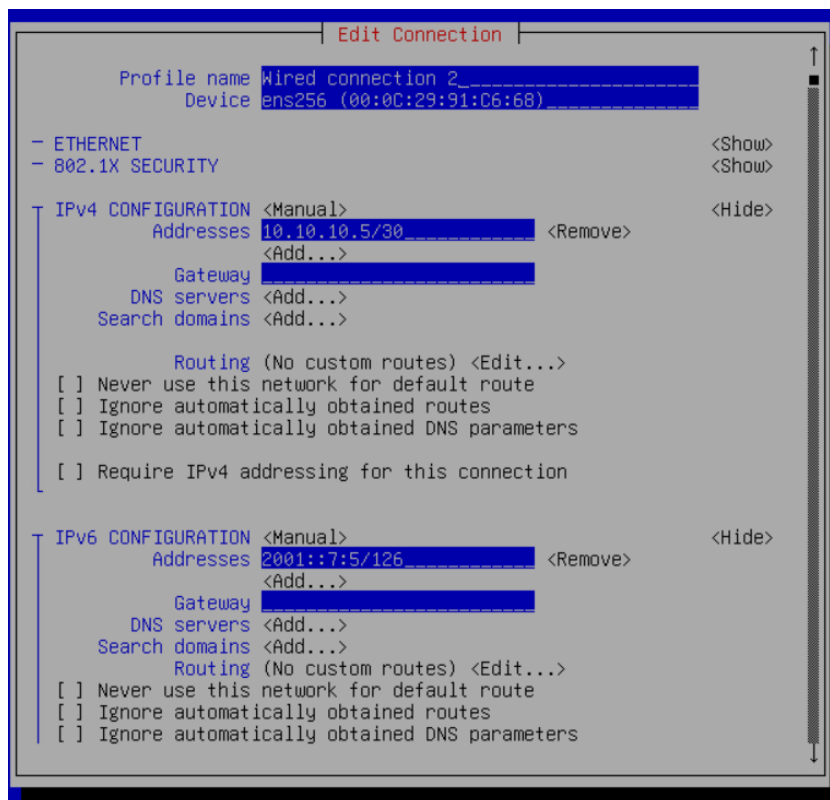 Edit Connection
Profile name Wired connection 2
Device ens256 (00:0C:29:91:C6:68)
ETHERNET <Show>
802.1X SECURITY <Show>
IPv4 CONFIGURATION <Manual> <Hide>
Addresses 10.10.10.5/30 <Remove>
<Add...>
Gateway
DNS servers <Add...>
Search domains <Add...>
Routing (No custom routes) <Edit...>
[ ] Never use this network for default route
[ ] Ignore automatically obtained routes
[ ] Ignore automatically obtained DNS parameters
[ ] Require IPv4 addressing for this connection
IPv6 CONFIGURATION <Manual> <Hide>
Addresses 2001::7:5/126 <Remove>
<Add...>
Gateway
DNS servers <Add...>
Search domains <Add...>
Routing (No custom routes) <Edit...>
[ ] Never use this network for default route
[ ] Ignore automatically obtained routes
[ ] Ignore automatically obtained DNS parameters